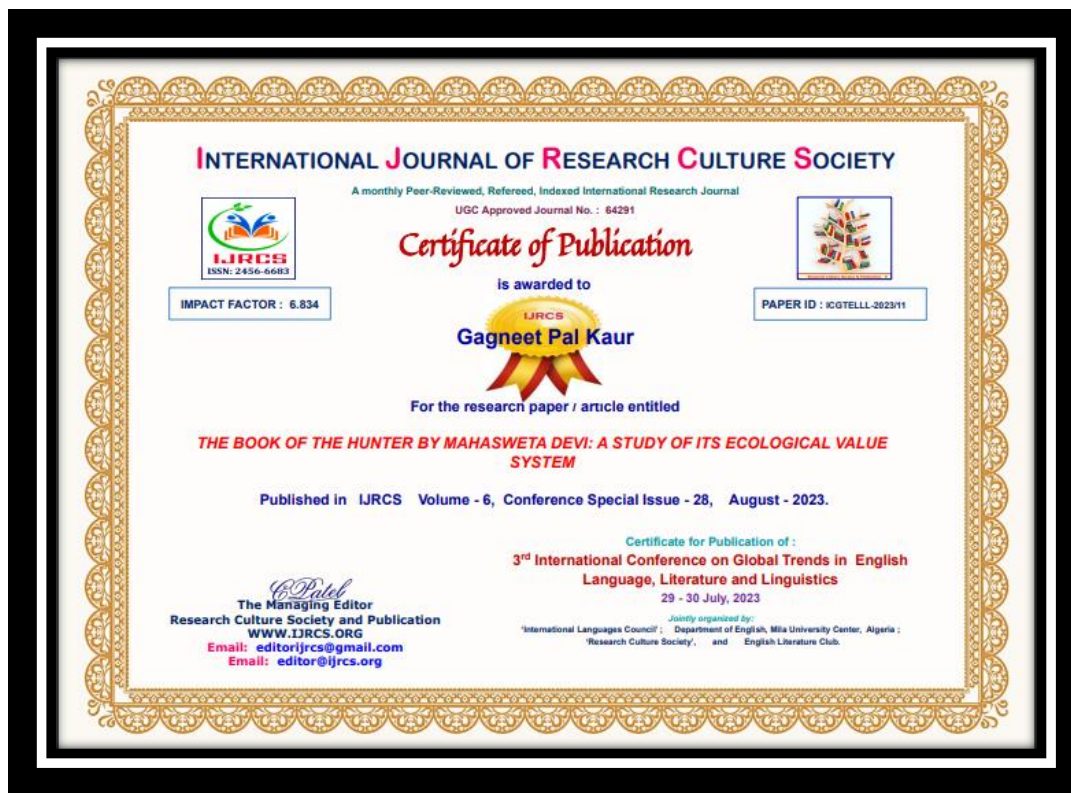 INTERNATIONAL JOURNAL OF RESEARCH CULTURE SOCIETY
A monthly Peer-Reviewed, Refereed, Indexed International Research Journal
UGC Approved Journal No. : 64291
IJRCS
ISSN: 2456-6683
Certificate of Publication
is awarded to
IMPACT FACTOR : 6.834
PAPER ID : ICGTELLL-2023/11
IJRCS
Gagneet Pal Kaur
For the research paper / article entitled
THE BOOK OF THE HUNTER BY MAHASWETA DEVI: A STUDY OF ITS ECOLOGICAL VALUE
SYSTEM
Published in IJRCS Volume - 6, Conference Special Issue - 28, August - 2023.
Certificate for Publication of :
3rd International Conference on Global Trends in English
Language, Literature and Linguistics
29 - 30 July, 2023
Jointly organized by:
'International Languages Council' ; Department of English, Mila University Center, Algeria ;
'Research Culture Society', and English Literature Club.
CPatel
The Managing Editor
Research Culture Society and Publication
WWW.IJRCS.ORG
Email: editorijrcs@gmail.com
Email: editor@ijrcs.org